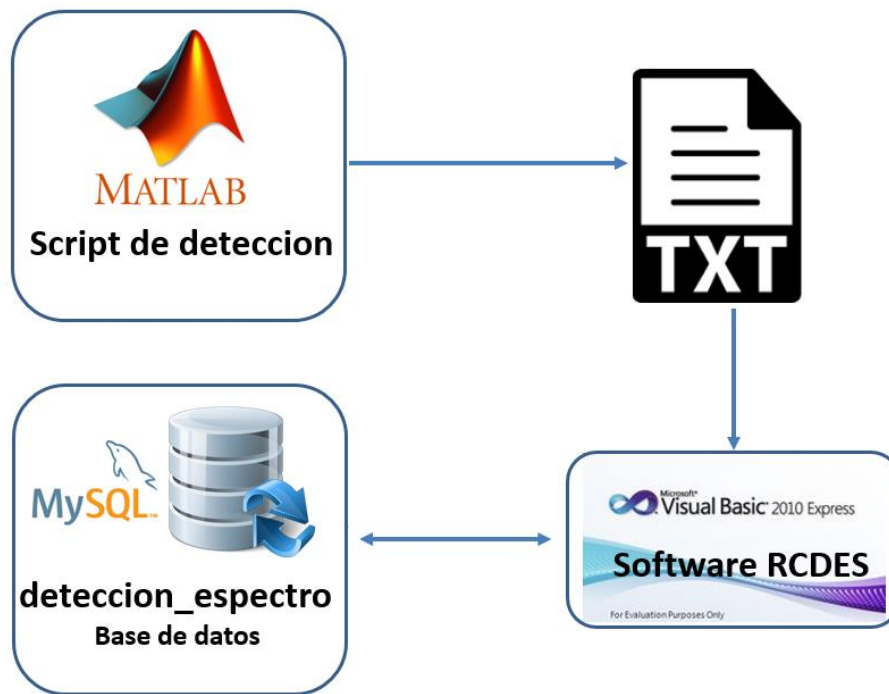 MATLAB
Script de deteccion
TXT
MySQL™
deteccion_espectro
Base de datos
Microsoft®
Visual Basic® 2010 Express
Software RCDES
For Evaluation Purposes Only